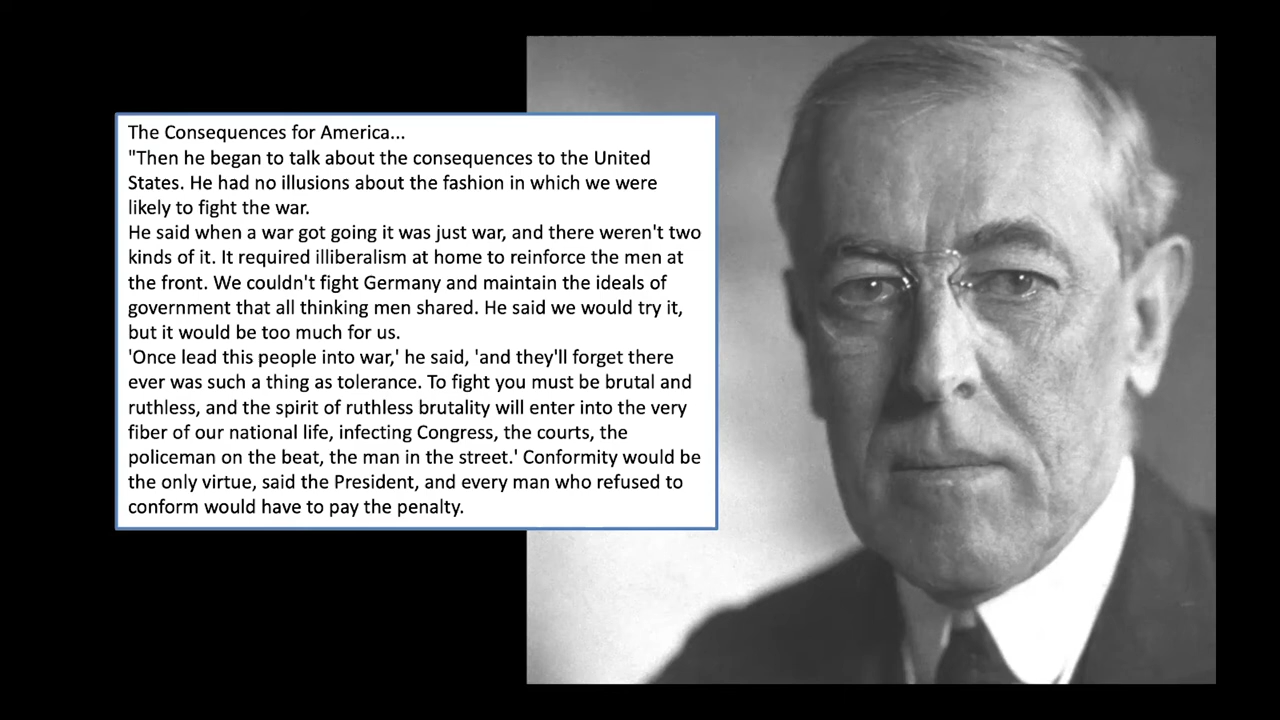 The Consequences for America...
"Then he began to talk about the consequences to the United
States. He had no illusions about the fashion in which we were
likely to fight the war.
He said when a war got going it was just war, and there weren't two
kinds of it. It required illiberalism at home to reinforce the men at
the front. We couldn't fight Germany and maintain the ideals of
government that all thinking men shared. He said we would try it,
but it would be too much for us.
'Once lead this people into war,' he said, 'and they'll forget there
ever was such a thing as tolerance. To fight you must be brutal and
ruthless, and the spirit of ruthless brutality will enter into the very
fiber of our national life, infecting Congress, the courts, the
policeman on the beat, the man in the street.' Conformity would be
the only virtue, said the President, and every man who refused to
conform would have to pay the penalty.